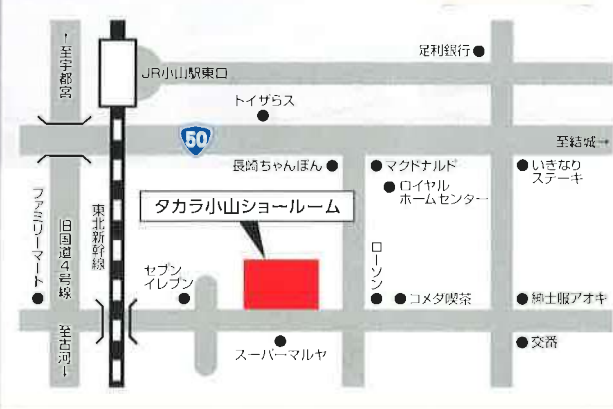 ↑至宇都宮
JR小山駅東口
足利銀行
トイザらス
50
至結城→
長崎ちゃんぽん
マクドナルド
ロイヤル
ホームセンター
いきなり
ステーキ
タカラ小山ショールーム
ファミリーマート
旧国道4号線
東北新幹線
セブン
イレブン
ローソン
コメダ喫茶
紳士服アオキ
至古河↓
スーパーマルヤ
交番